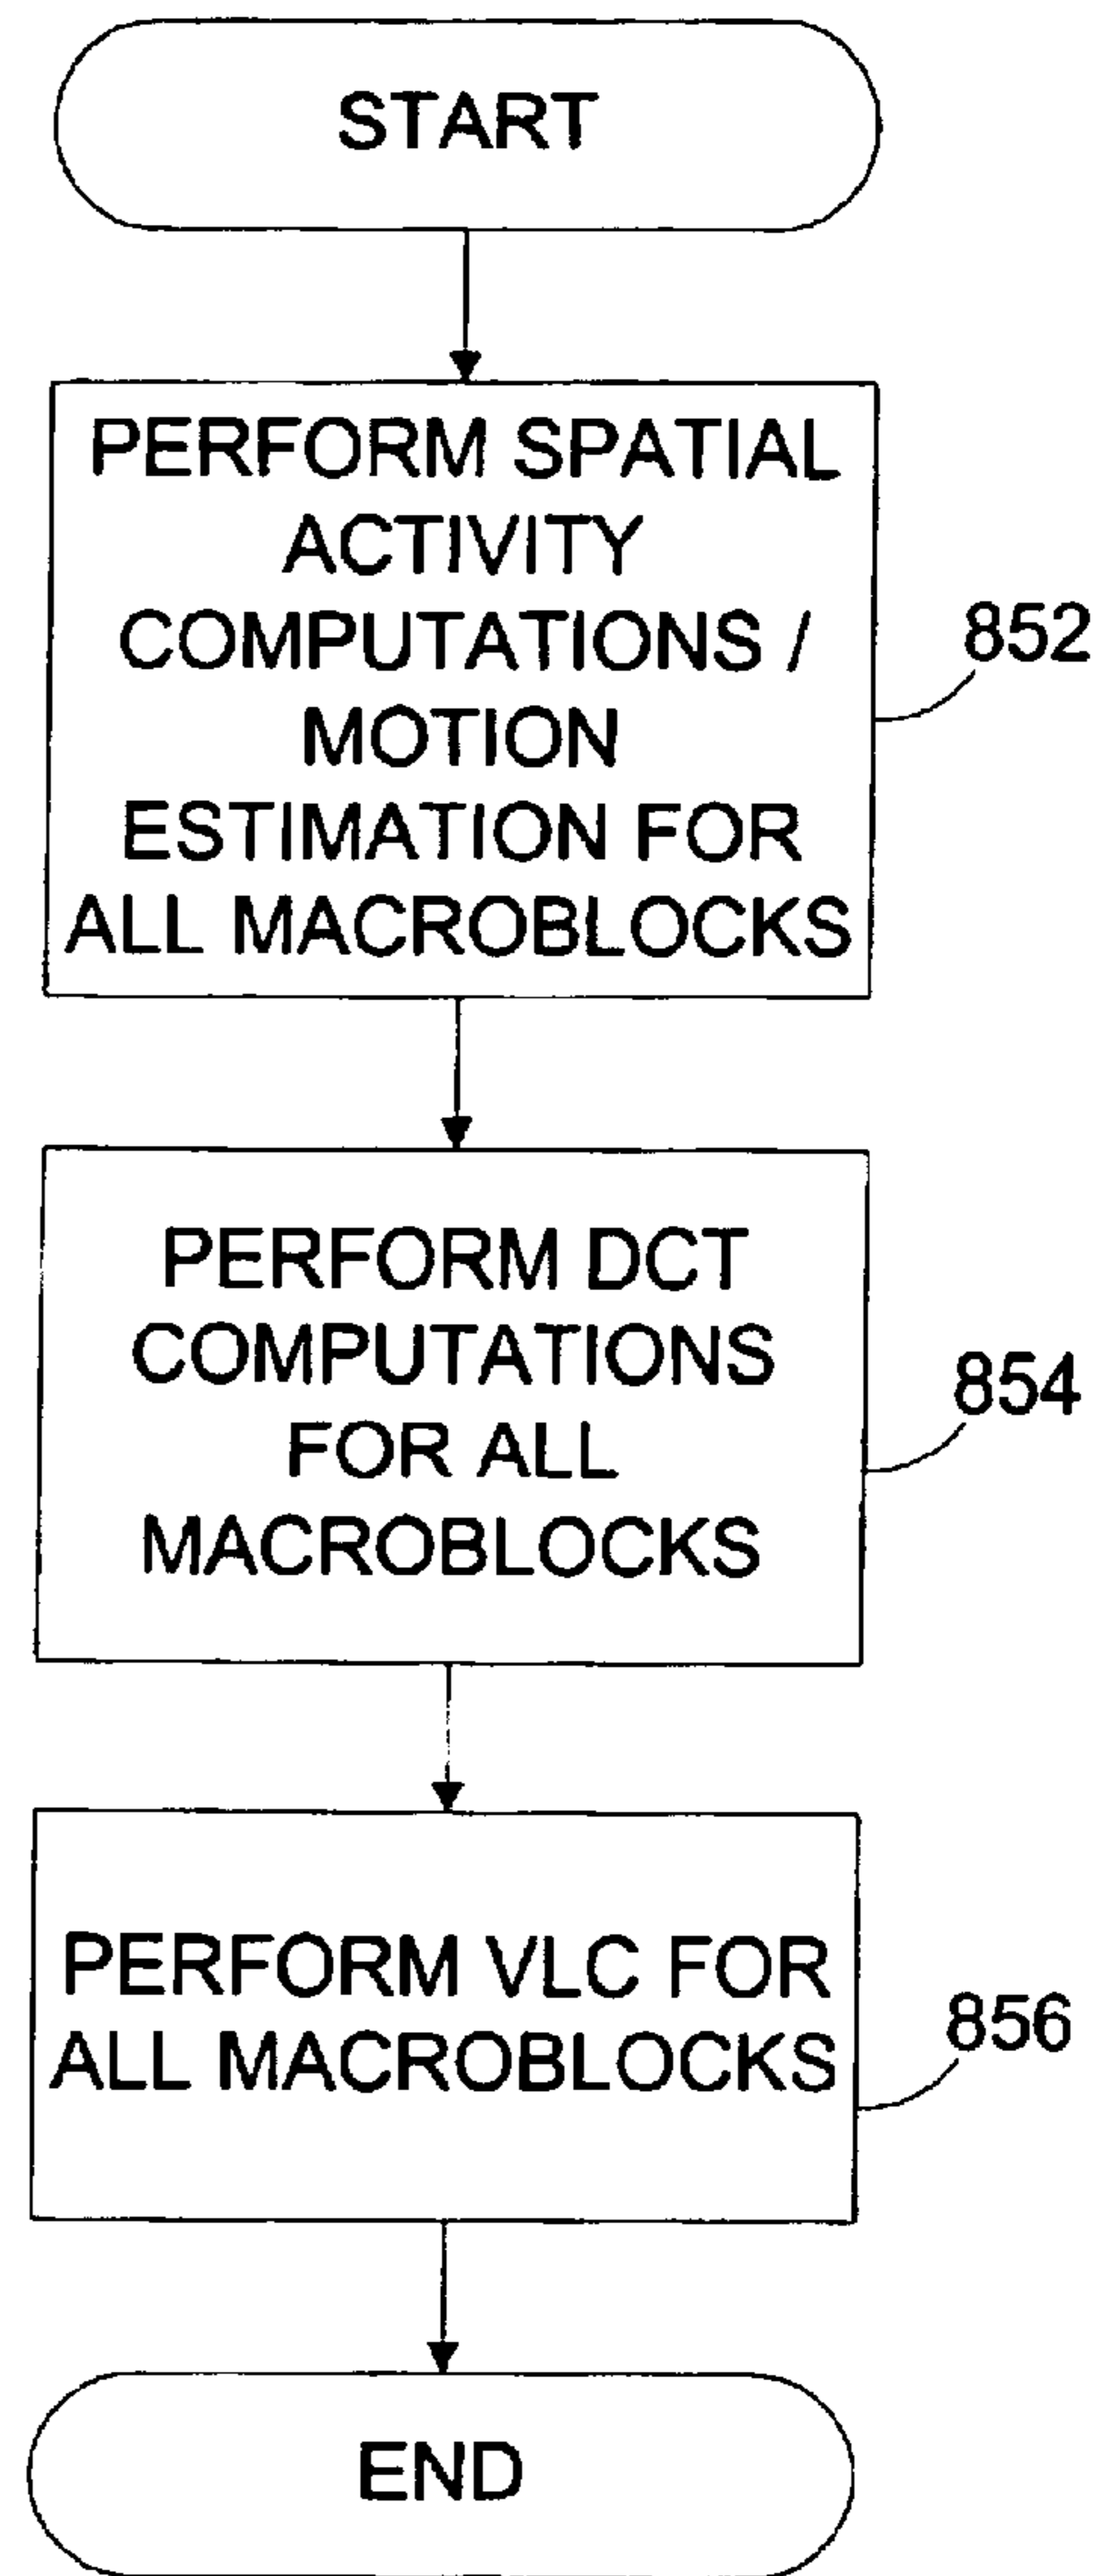 START
PERFORM SPATIAL
ACTIVITY
COMPUTATIONS /
MOTION
ESTIMATION FOR
ALL MACROBLOCKS
852
PERFORM DCT
COMPUTATIONS
FOR ALL
MACROBLOCKS
854
PERFORM VLC FOR
ALL MACROBLOCKS
856
END